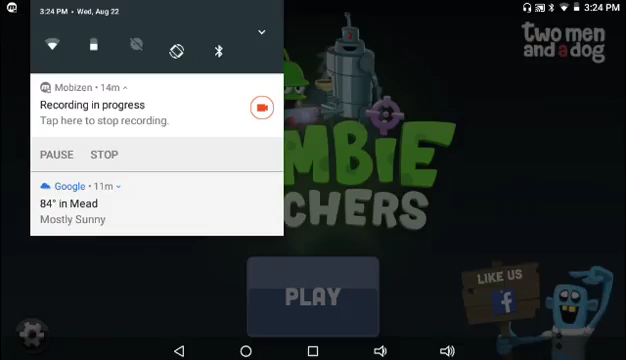 3:24 PM • Wed, Aug 22
3:24 PM
two men
and a dog
Mobizen • 14m
Recording in progress
Tap here to stop recording.
PAUSE STOP
Google • 11m
84° in Mead
Mostly Sunny
MBIE
CHERS
PLAY
LIKE US
f